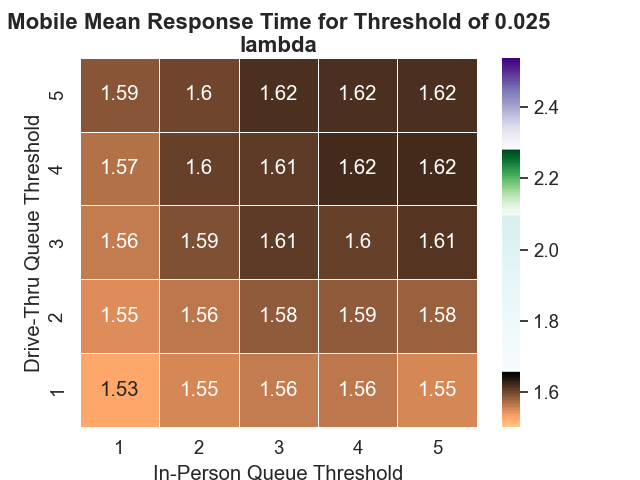 Mobile Mean Response Time for Threshold of 0.025
lambda
Drive-Thru Queue Threshold
5 1.59 1.6 1.62 1.62 1.62
4 1.57 1.6 1.61 1.62 1.62
3 1.56 1.59 1.61 1.6 1.61
2 1.55 1.56 1.58 1.59 1.58
1 1.53 1.55 1.56 1.56 1.55
1 2 3 4 5
In-Person Queue Threshold
2.4
2.2
2.0
1.8
1.6